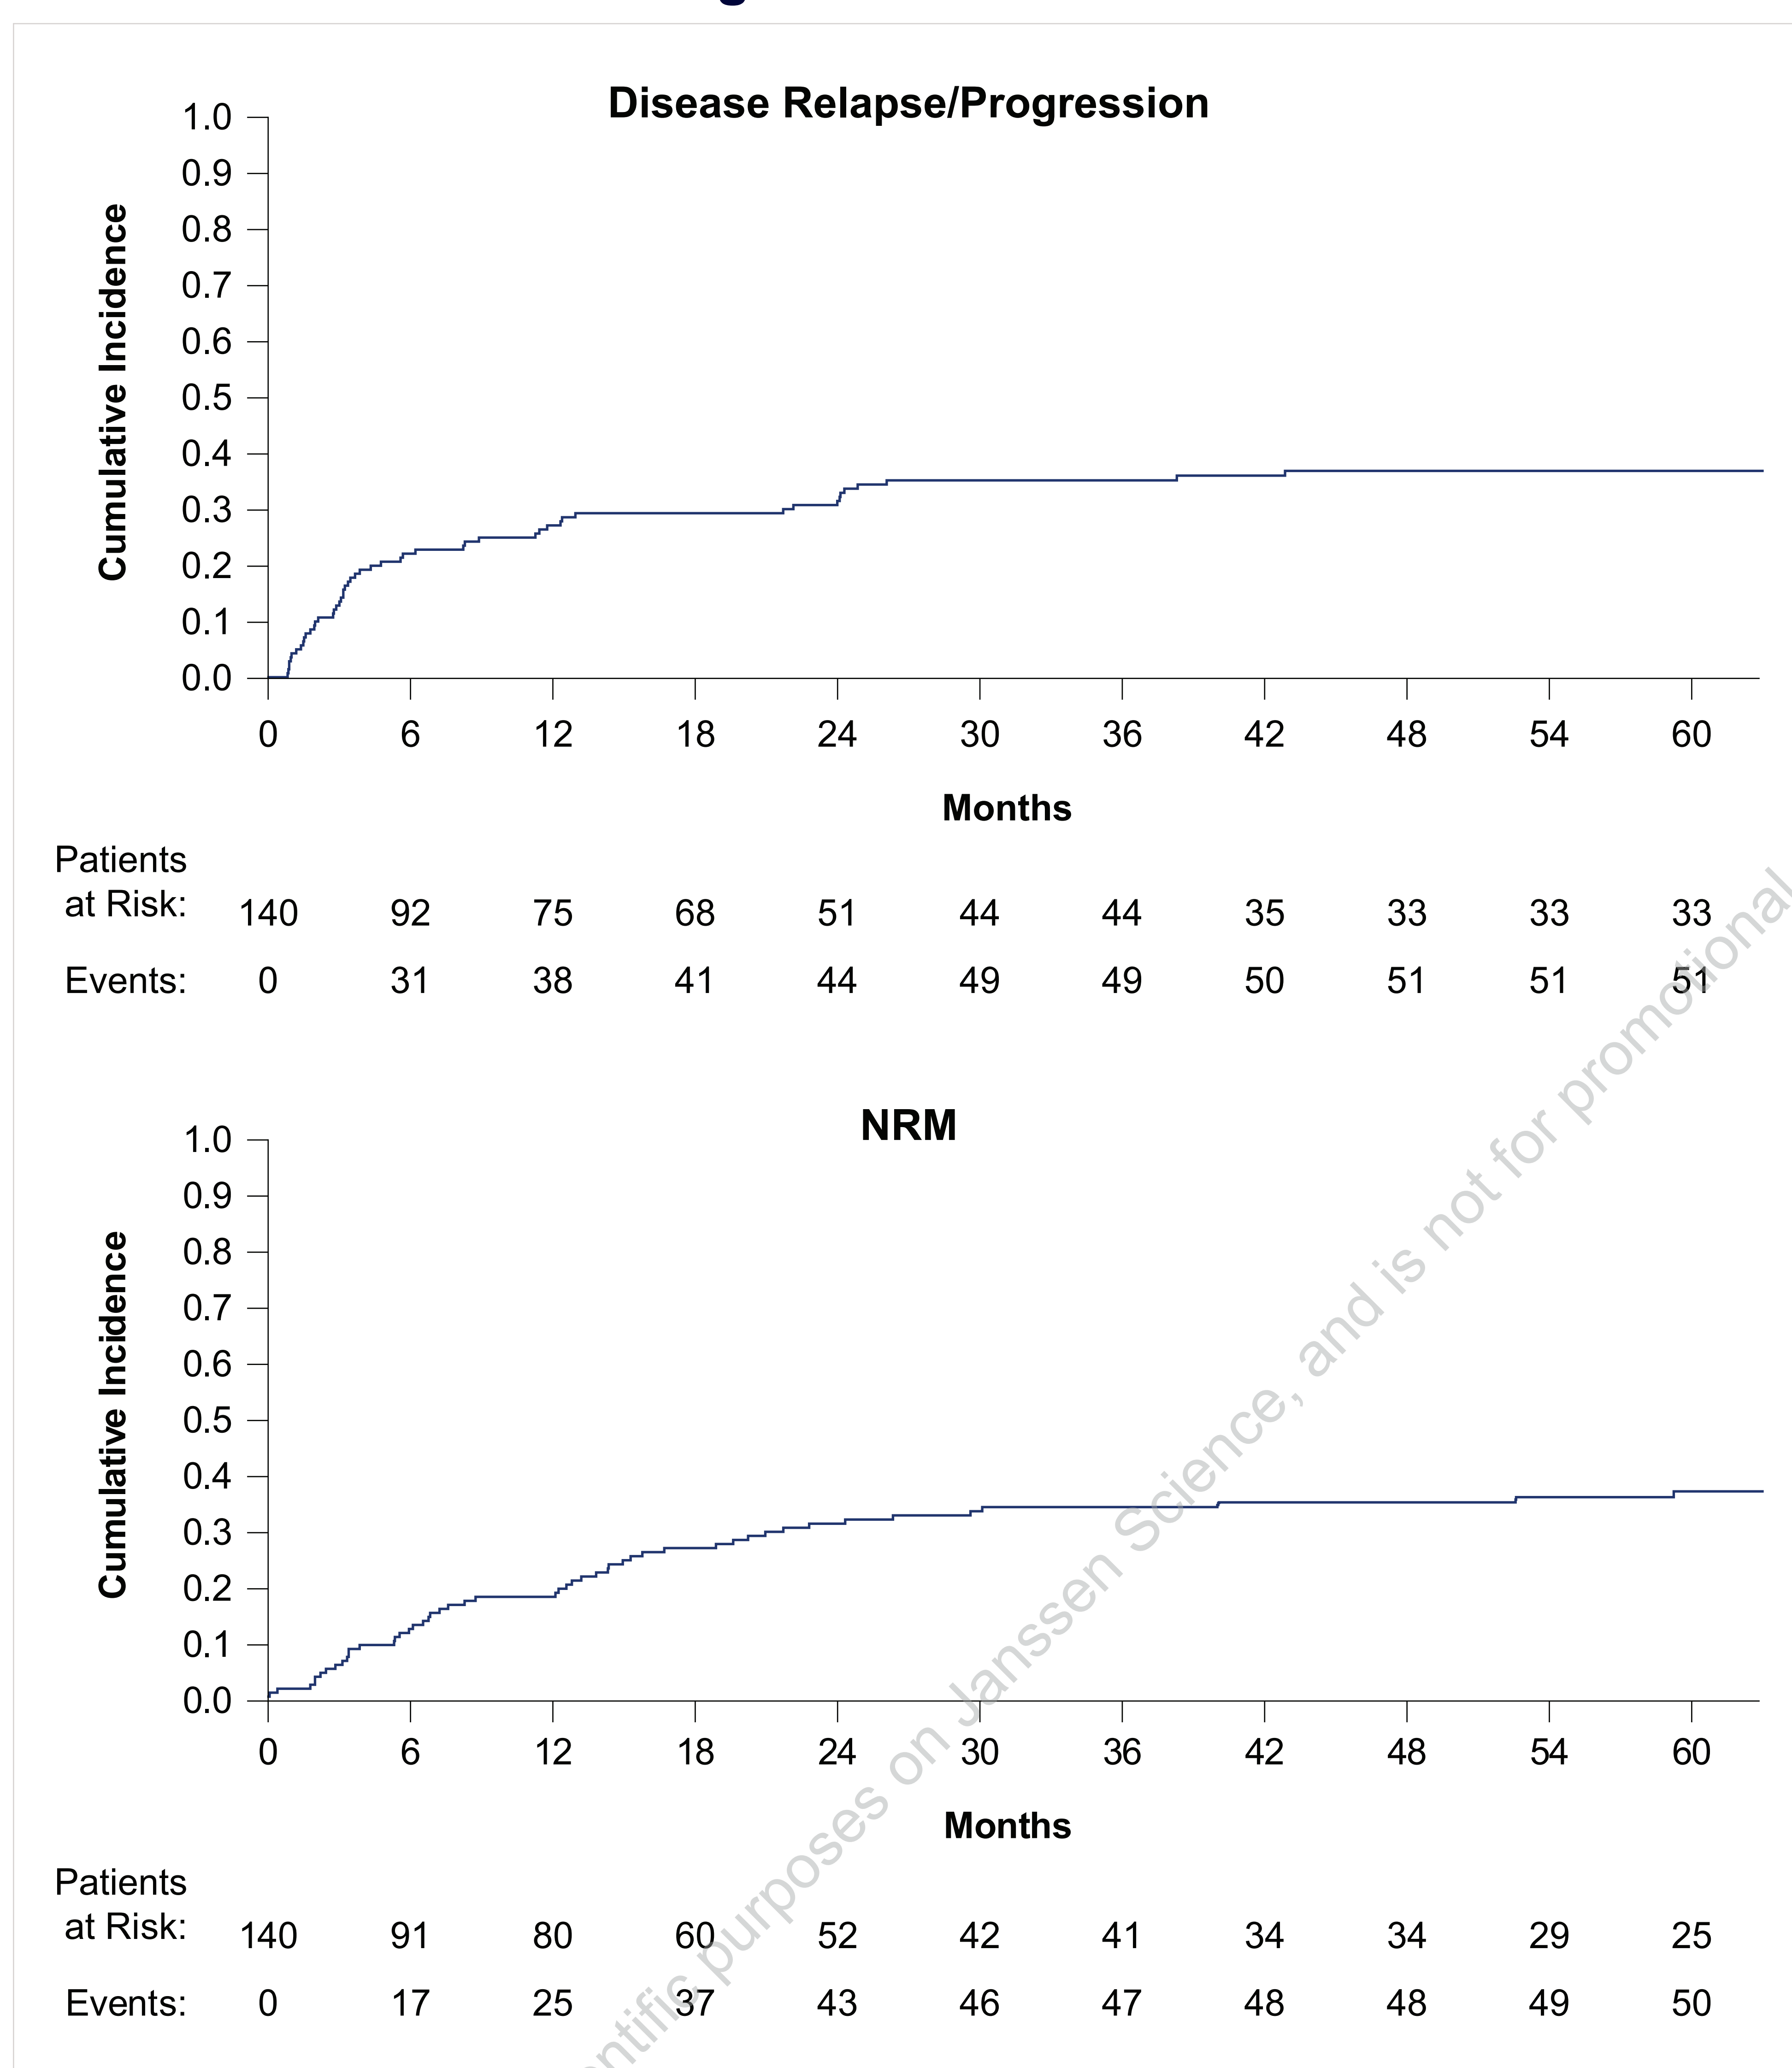 Disease Relapse/Progression
Cumulative Incidence
1.0
0.9
0.8
0.7
0.6
0.5
0.4
0.3
0.2
0.1
0.0
0 6 12 18 24 30 36 42 48 54 60
Months
Patients
at Risk: 140 92 75 68 51 44 44 35 33 33 33
Events: 0 31 38 41 44 49 49 50 51 51 51
NRM
Cumulative Incidence
1.0
0.9
0.8
0.7
0.6
0.5
0.4
0.3
0.2
0.1
0.0
0 6 12 18 24 30 36 42 48 54 60
Months
Patients
at Risk: 140 91 80 60 52 42 41 34 34 29 25
Events: 0 17 25 37 43 46 47 48 48 49 50
purposes on Janssen Science, and is not for promotional